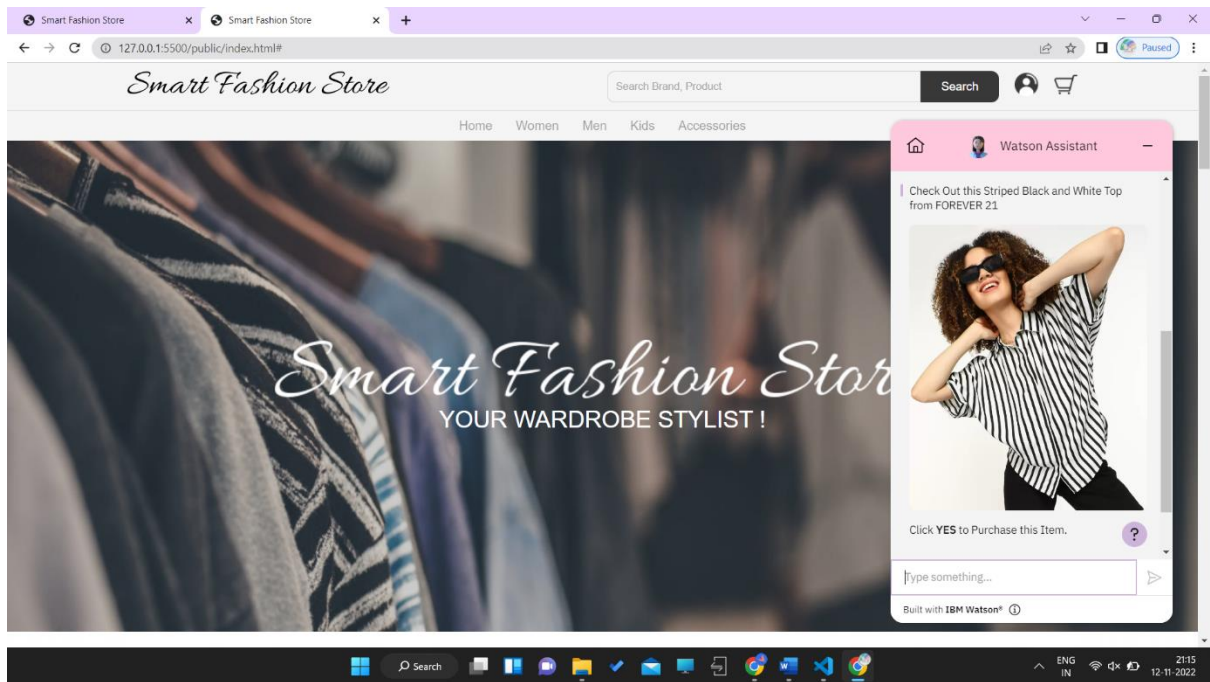 Smart Fashion Store
Smart Fashion Store
127.0.0.1:5500/public/index.html#
Paused
Smart Fashion Store
Search Brand, Product
Search
Home Women Men Kids Accessories
Watson Assistant
Check Out this Striped Black and White Top
from FOREVER 21
Smart Fashion Stor
YOUR WARDROBE STYLIST !
Click YES to Purchase this Item.
?
Type something...
Built with IBM Watson®
Search
ENG
IN
21:15
12-11-2022